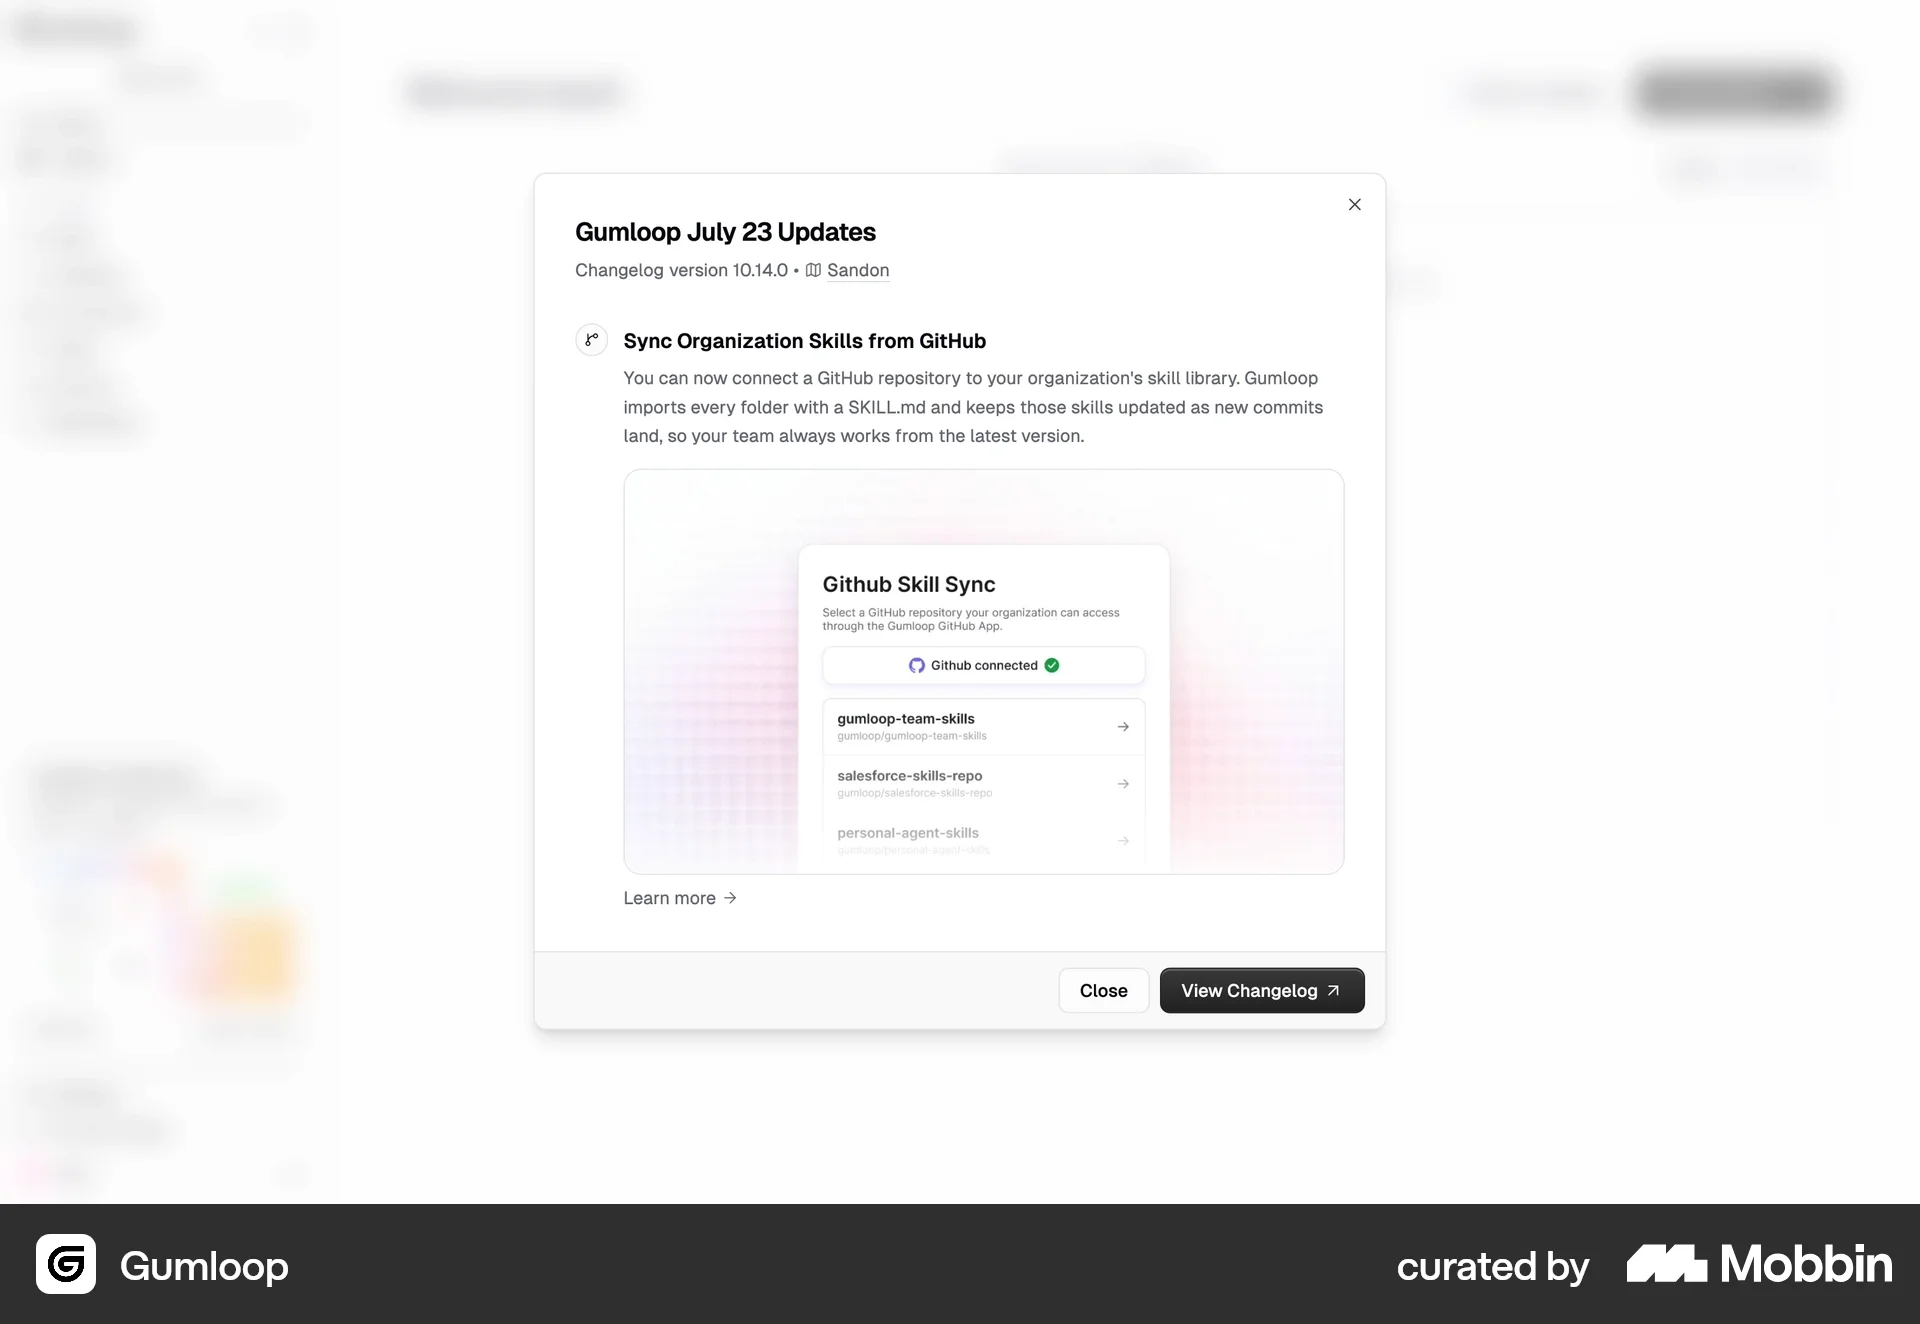 Gumloop July 23 Updates
Changelog version 10.14.0 • Sandon
Sync Organization Skills from GitHub
You can now connect a GitHub repository to your organization's skill library. Gumloop
imports every folder with a SKILL.md and keeps those skills updated as new commits
land, so your team always works from the latest version.
Github Skill Sync
Select a GitHub repository your organization can access
through the Gumloop GitHub App.
Github connected
gumloop-team-skills
gumloop/gumloop-team-skills
salesforce-skills-repo
gumloop/salesforce-skills-repo
personal-agent-skills
gumloop/personal-agent-skills
Learn more →
Close
View Changelog ↗
Gumloop
curated by
Mobbin